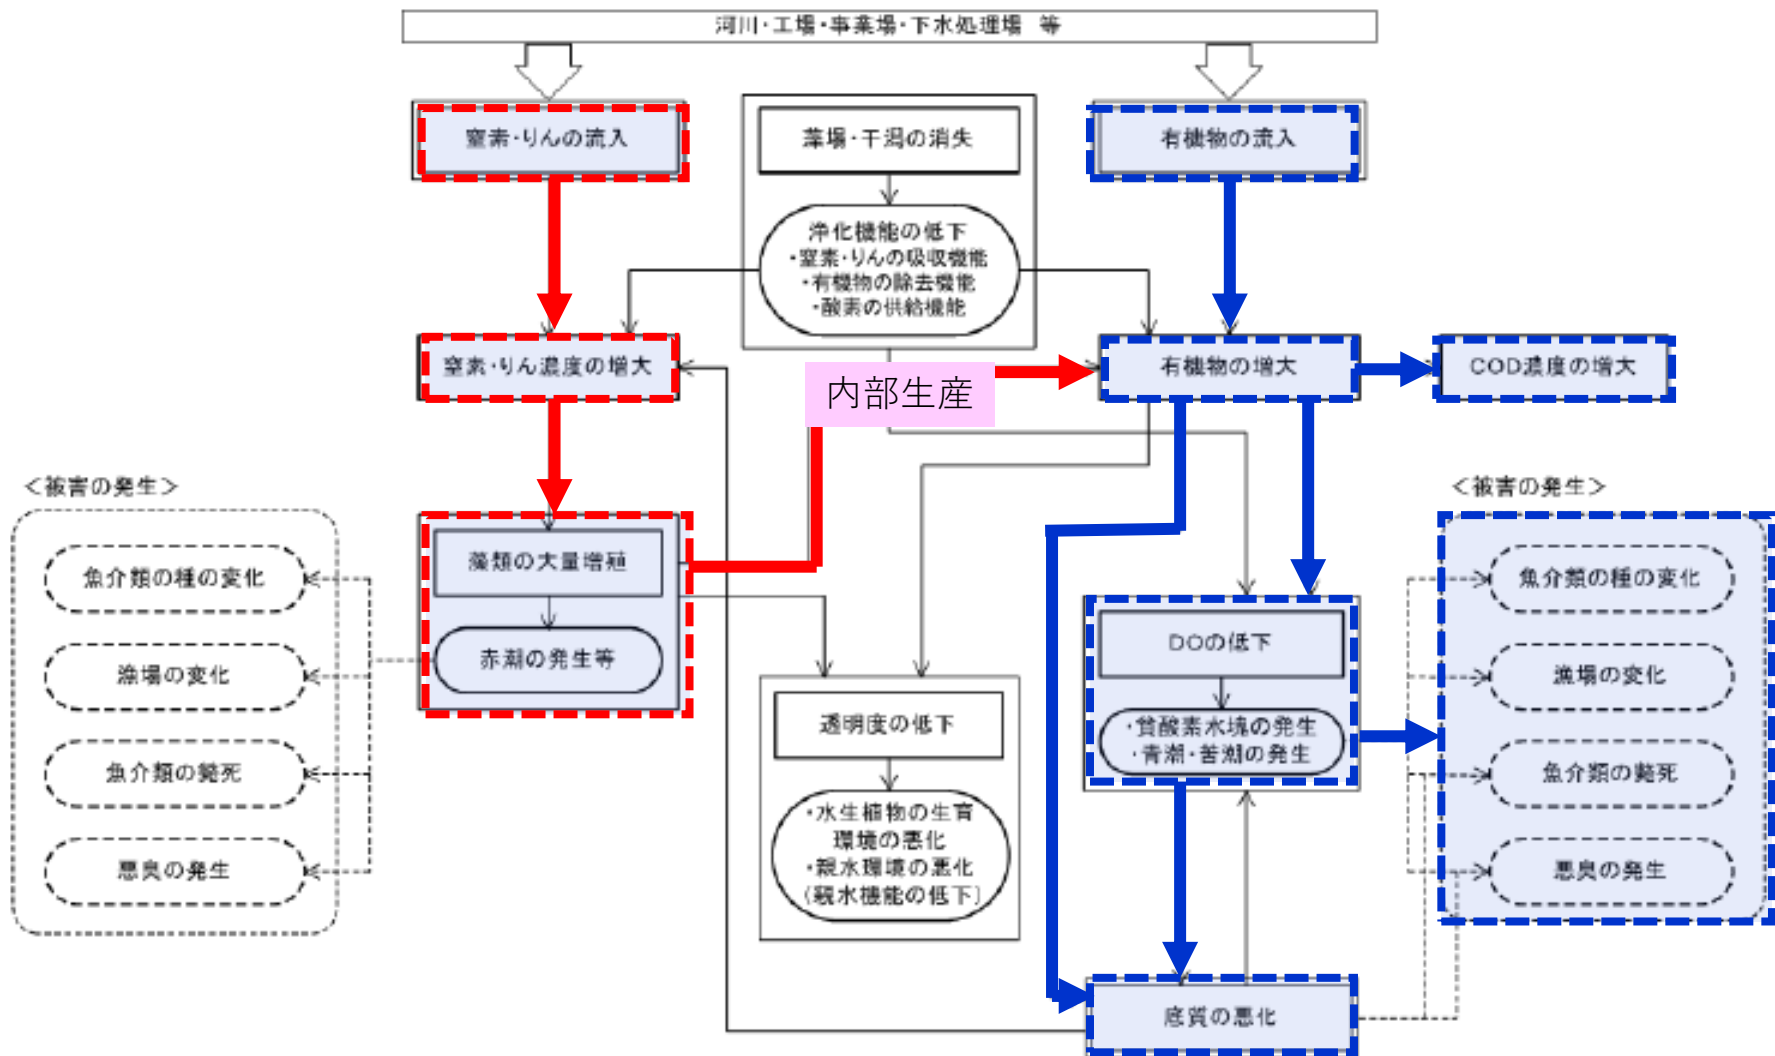 河川・工場・事業場・下水処理場 等
窒素・りんの流入
藻場・干潟の消失
有機物の流入
浄化機能の低下
・窒素・りんの吸収機能
・有機物の除去機能
・酸素の供給機能
窒素・りん濃度の増大
内部生産
有機物の増大
COD濃度の増大
＜被害の発生＞
魚介類の種の変化
漁場の変化
魚介類の斃死
悪臭の発生
藻類の大量増殖
赤潮の発生等
透明度の低下
・水生植物の生育
環境の悪化
・親水環境の悪化
(親水機能の低下)
DOの低下
・貧酸素水塊の発生
・青潮・苦潮の発生
＜被害の発生＞
魚介類の種の変化
漁場の変化
魚介類の斃死
悪臭の発生
底質の悪化